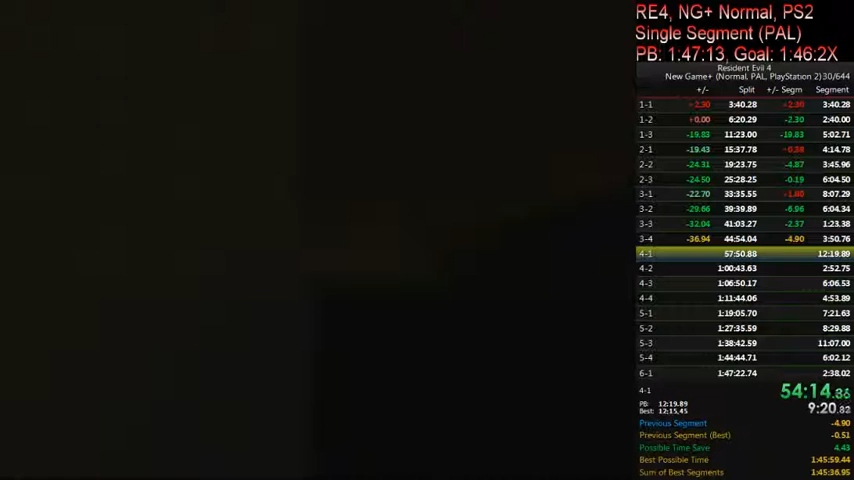 RE4, NG+ Normal, PS2
Single Segment (PAL)
PB: 1:47:13, Goal: 1:46:2X
Resident Evil 4
New Game+ (Normal, PAL, PlayStation 2) 30/644
+/- Split +/- Segm Segment
1-1 +2.30 3:40.28 +2.30 3:40.28
1-2 +0.00 6:20.29 -2.30 2:40.00
1-3 -19.83 11:23.00 -19.83 5:02.71
2-1 -19.43 15:37.78 +0.38 4:14.78
2-2 -24.31 19:23.75 -4.87 3:45.96
2-3 -24.50 25:28.25 -0.19 6:04.50
3-1 -22.70 33:35.55 +1.80 8:07.29
3-2 -29.66 39:39.89 -6.96 6:04.34
3-3 -32.04 41:03.27 -2.37 1:23.38
3-4 -36.94 44:54.04 -4.90 3:50.76
4-1 57:50.88 12:19.89
4-2 1:00:43.63 2:52.75
4-3 1:06:50.17 6:06.53
4-4 1:11:44.06 4:53.89
5-1 1:19:05.70 7:21.63
5-2 1:27:35.59 8:29.88
5-3 1:38:42.59 11:07.00
5-4 1:44:44.71 6:02.12
6-1 1:47:22.74 2:38.02
4-1 54:14.86
PB: 12:19.89
Best: 12:15.45 9:20.82
Previous Segment -4.90
Previous Segment (Best) -0.51
Possible Time Save 4.43
Best Possible Time 1:45:59.44
Sum of Best Segments 1:45:36.95